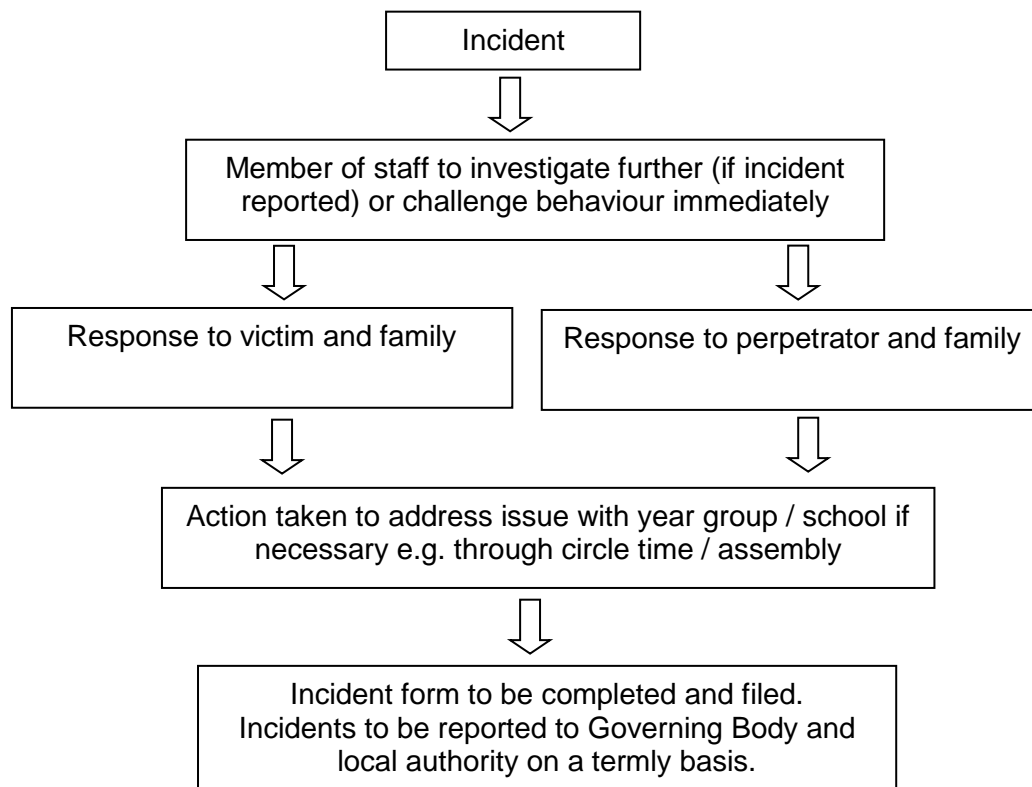 Incident
Member of staff to investigate further (if incident
reported) or challenge behaviour immediately
Response to victim and family
Response to perpetrator and family
Action taken to address issue with year group / school if
necessary e.g. through circle time / assembly
Incident form to be completed and filed.
Incidents to be reported to Governing Body and
local authority on a termly basis.